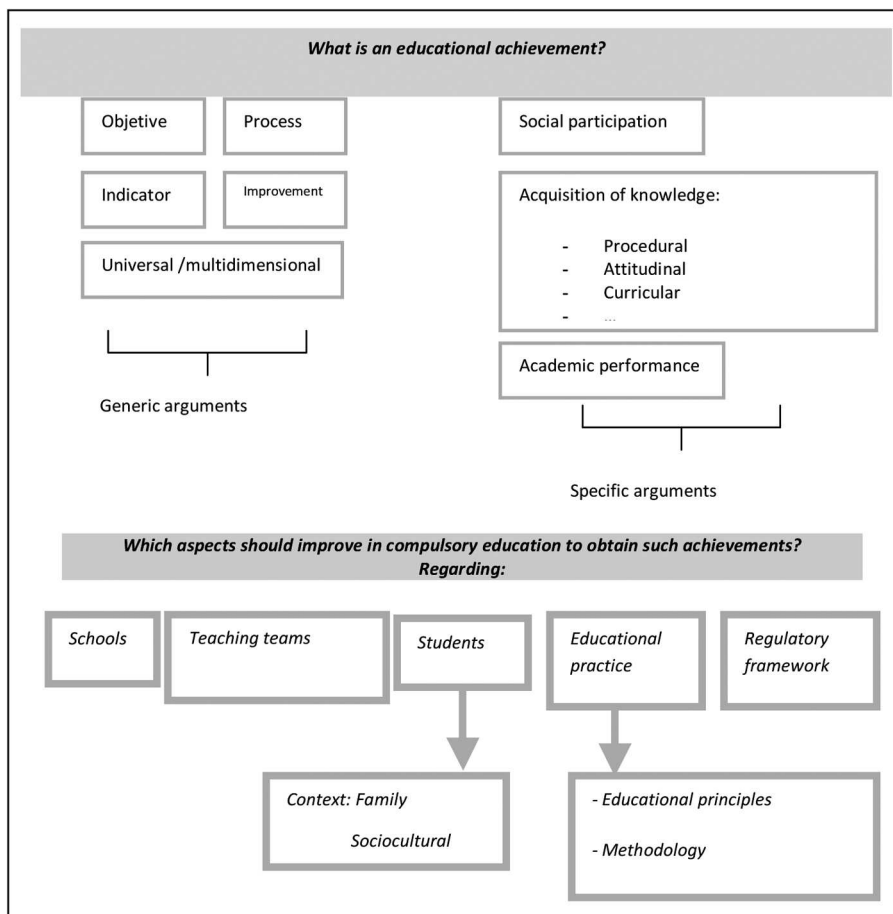 What is an educational achievement?
Objetive
Process
Indicator
Improvement
Universal /multidimensional
Generic arguments
Social participation
Acquisition of knowledge:
- Procedural
- Attitudinal
- Curricular
- ...
Academic performance
Specific arguments
Which aspects should improve in compulsory education to obtain such achievements?
Regarding:
Schools
Teaching teams
Students
Educational
practice
Regulatory
framework
Context: Family
Sociocultural
- Educational principles
- Methodology